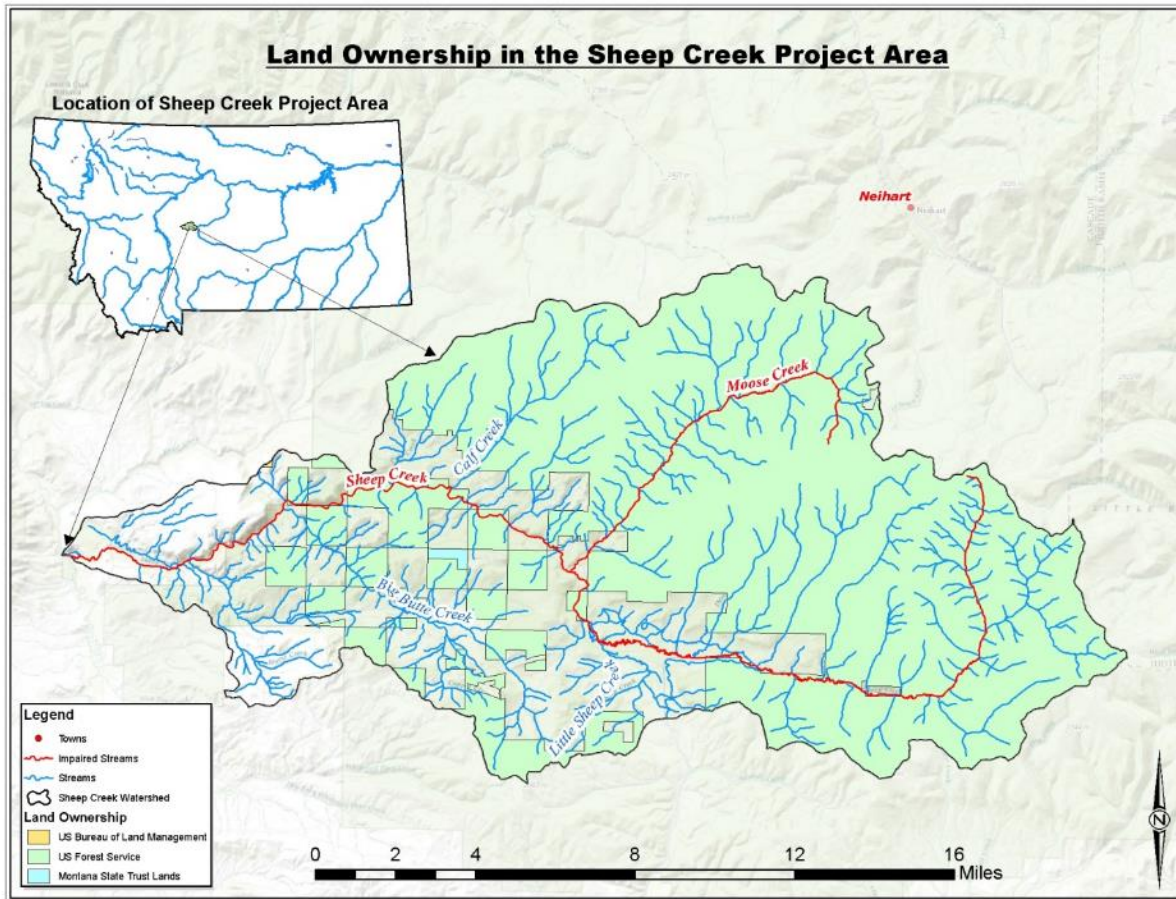 Land Ownership in the Sheep Creek Project Area
Location of Sheep Creek Project Area
Neihart
Neihart
Moose Creek
Calf Creek
Sheep Creek
Big Butte Creek
Little Sheep Cre
Legend
Towns
Impaired Streams
Streams
Sheep Creek Watershed
Land Ownership
US Bureau of Land Management
US Forest Service
Montana State Trust Lands
0 2 4 8 12 16
Miles
N